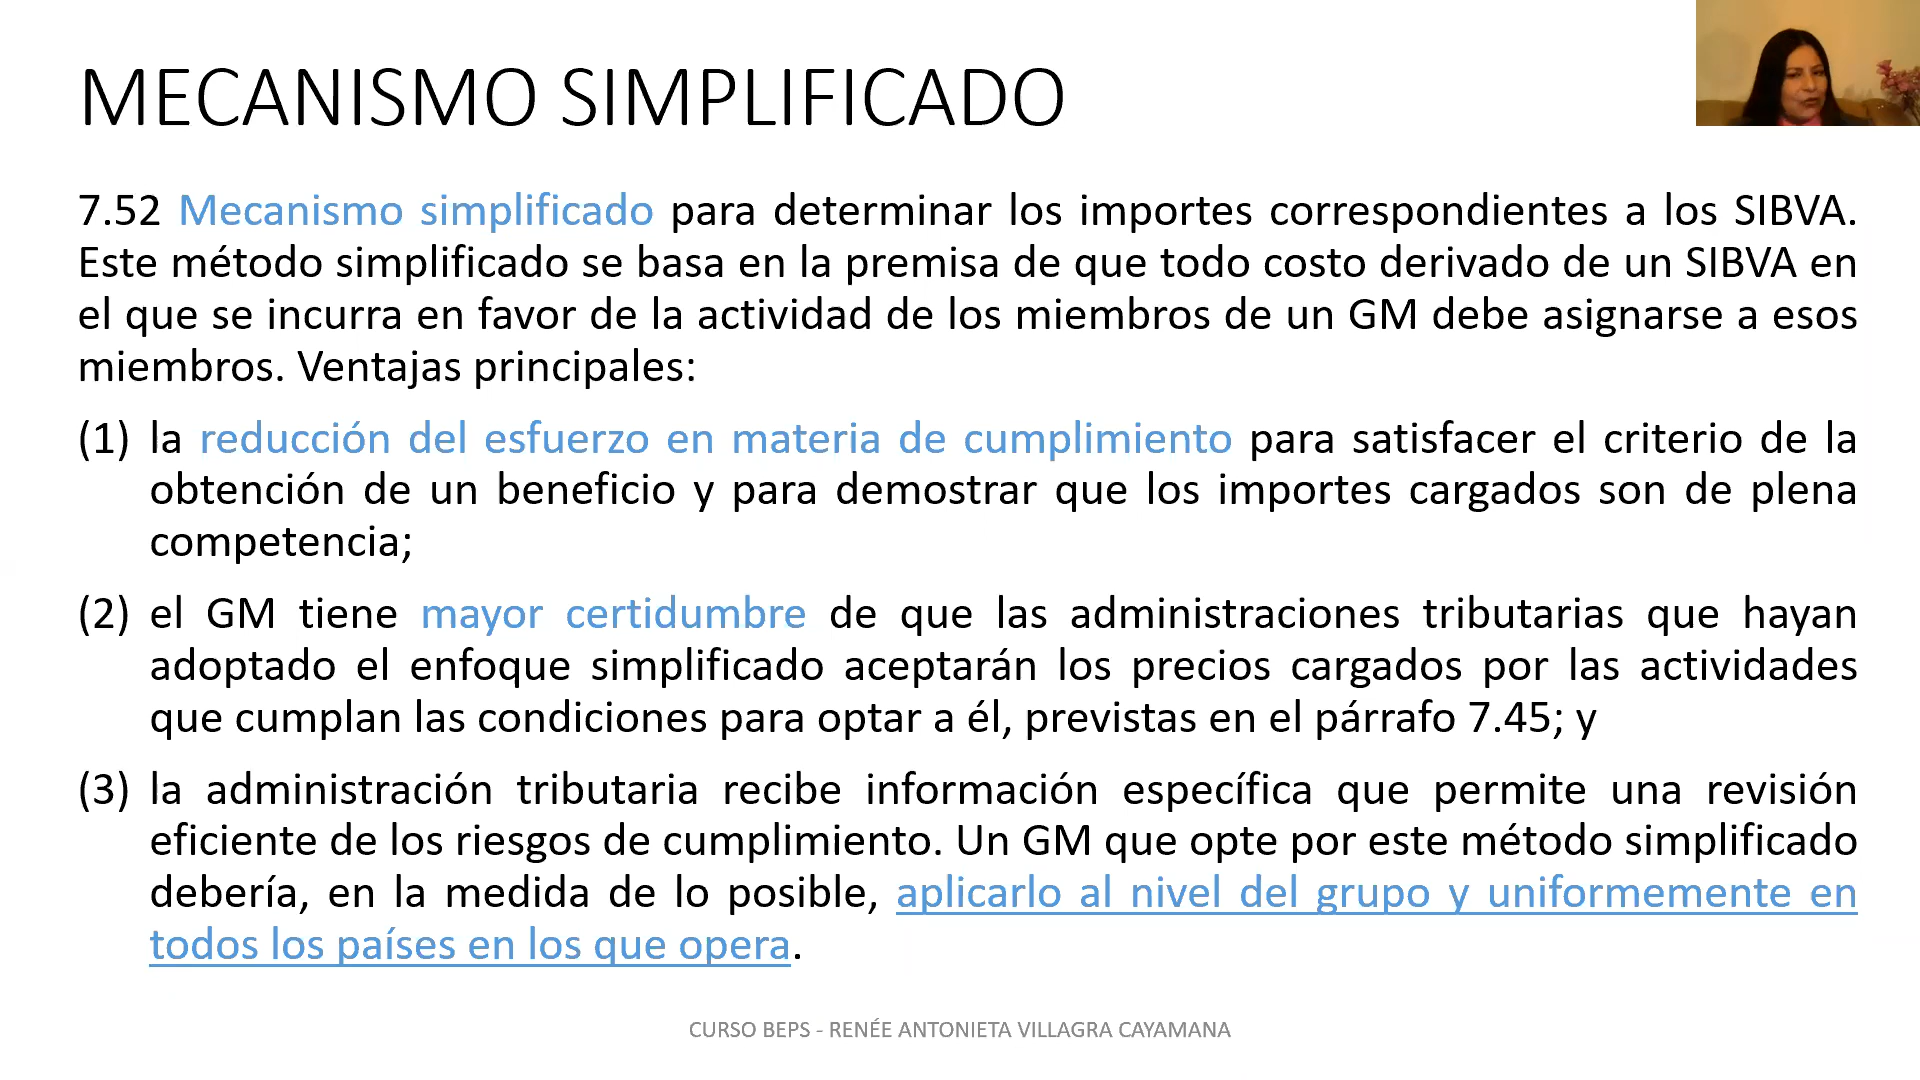 MECANISMO SIMPLIFICADO
7.52 Mecanismo simplificado para determinar los importes correspondientes a los SIBVA.
Este método simplificado se basa en la premisa de que todo costo derivado de un SIBVA en
el que se incurra en favor de la actividad de los miembros de un GM debe asignarse a esos
miembros. Ventajas principales:
(1) la reducción del esfuerzo en materia de cumplimiento para satisfacer el criterio de la
obtención de un beneficio y para demostrar que los importes cargados son de plena
competencia;
(2) el GM tiene mayor certidumbre de que las administraciones tributarias que hayan
adoptado el enfoque simplificado aceptarán los precios cargados por las actividades
que cumplan las condiciones para optar a él, previstas en el párrafo 7.45; y
(3) la administración tributaria recibe información específica que permite una revisión
eficiente de los riesgos de cumplimiento. Un GM que opte por este método simplificado
debería, en la medida de lo posible, aplicarlo al nivel del grupo y uniformemente en
todos los países en los que opera.
CURSO BEPS - RENÉE ANTONIETA VILLAGRA CAYAMANA